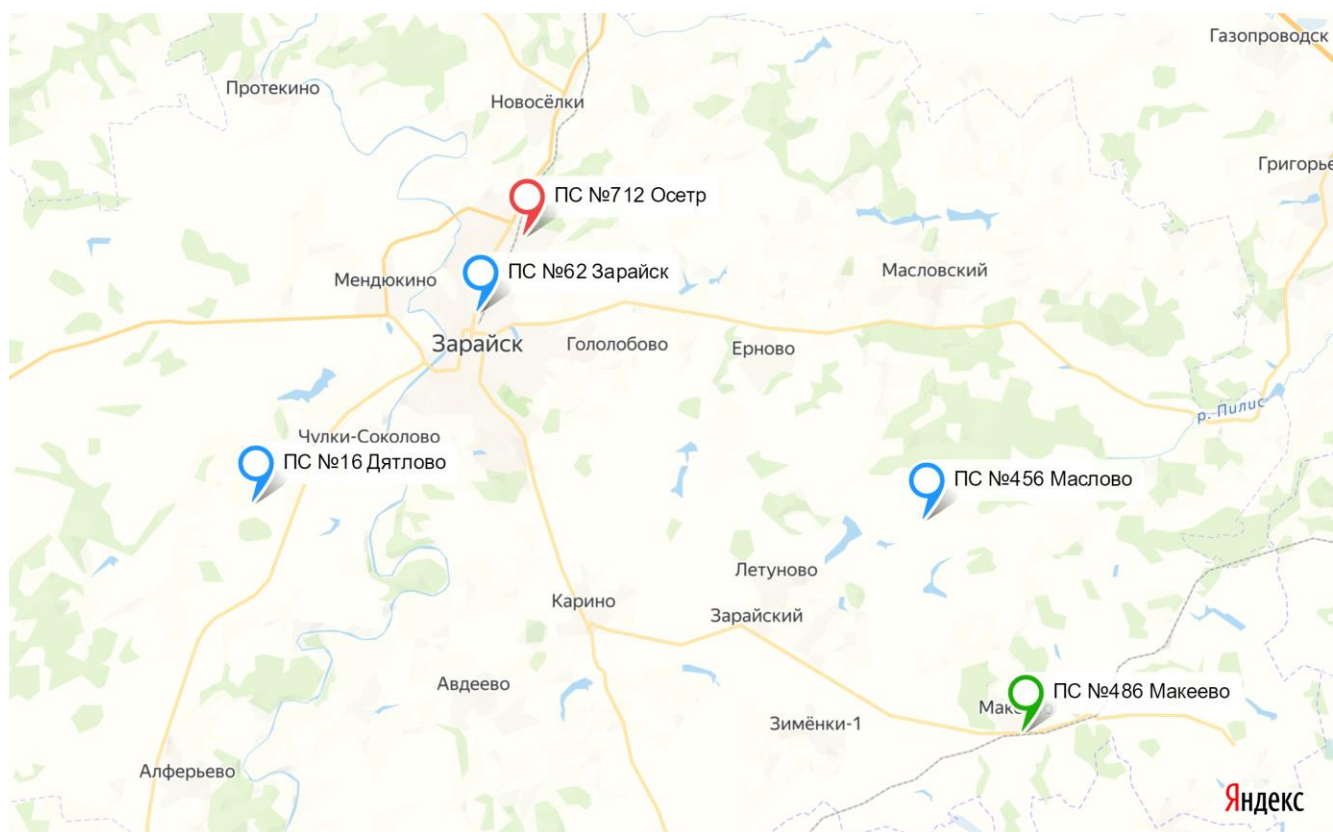 Газопроводск
Протекино
Новосёлки
Григорье
ПС №712 Осетр
Масловский
ПС №62 Зарайск
Мендюкино
Зарайск
Гололобово
Ерново
р. Пилис
Чулки-Соколово
ПС №16 Дятлово
ПС №456 Маслово
Летуново
Карино
Зарайский
Авдеево
ПС №486 Макеево
Зимёнки-1
Алферьево
Яндекс